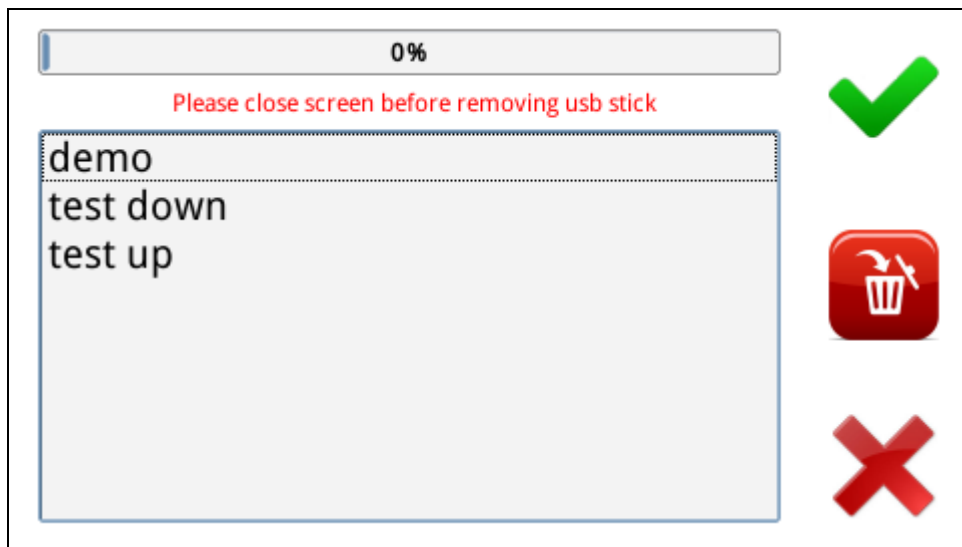 0%
Please close screen before removing usb stick
demo
test down
test up